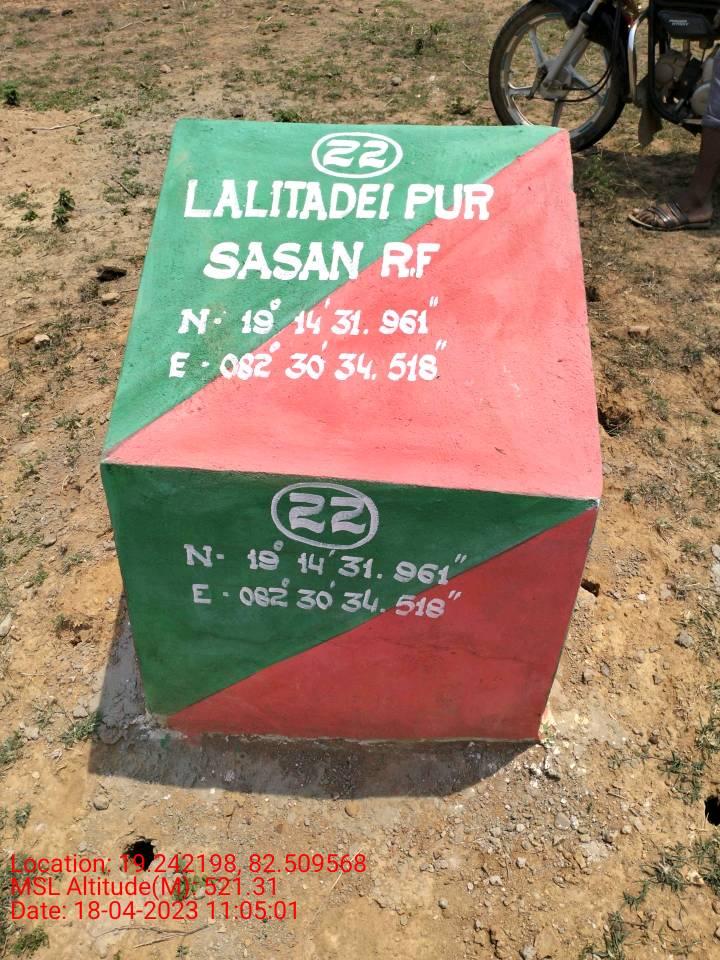 22
LALITADEI PUR
SASAN R.F
N- 19° 14' 31. 961"
E - 082° 30' 34. 518"
22
N- 19° 14' 31. 961"
E - 082° 30' 34. 518"
Location: 19.242198, 82.509568
MSL Altitude(M): 521.31
Date: 18-04-2023 11:05:01